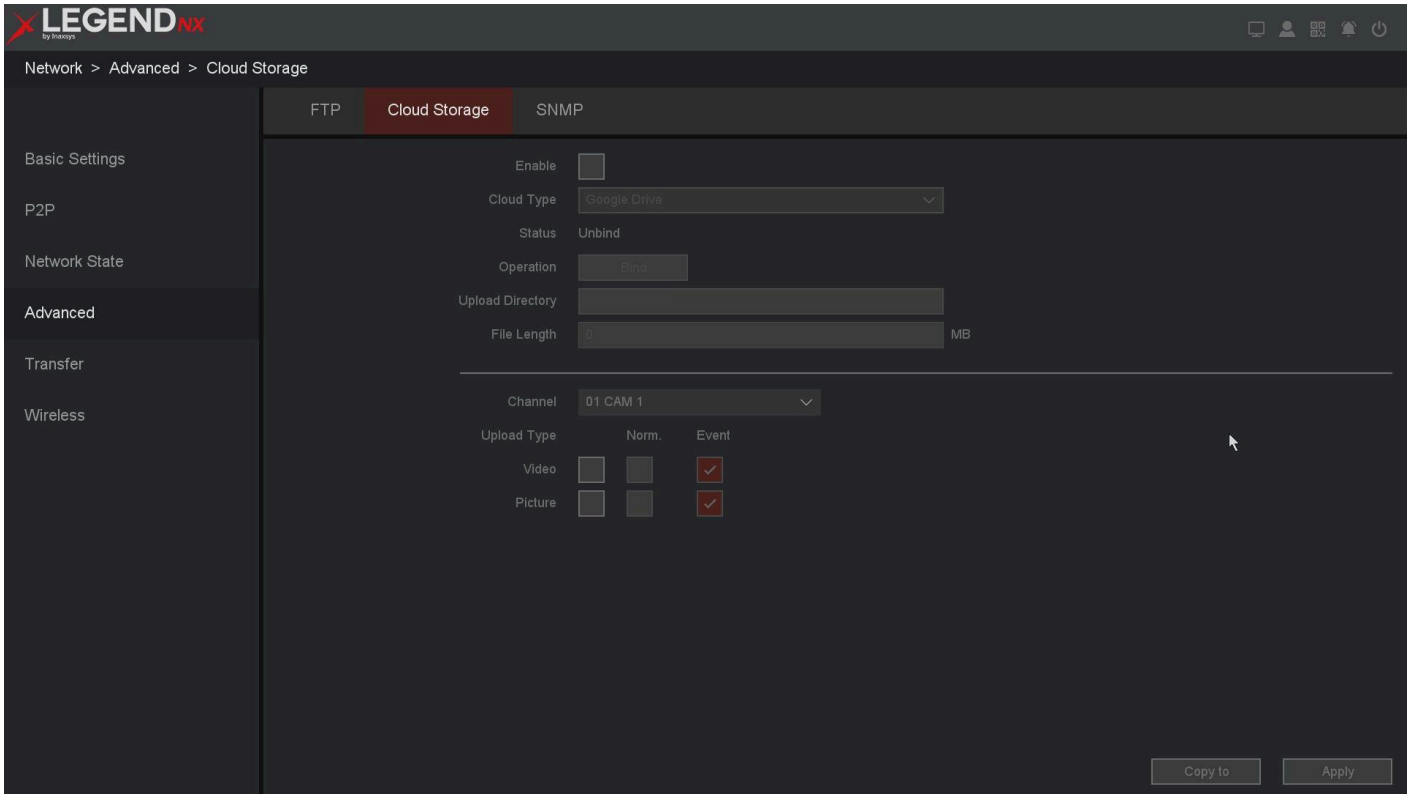 LEGEND NX
by Inaxsys
Network > Advanced > Cloud Storage
FTP Cloud Storage SNMP
Basic Settings
P2P
Network State
Advanced
Transfer
Wireless
Enable
Cloud Type Google Drive
Status Unbind
Operation Bind
Upload Directory
File Length 0 MB
Channel 01 CAM 1
Upload Type Norm. Event
Video
Picture
Copy to Apply